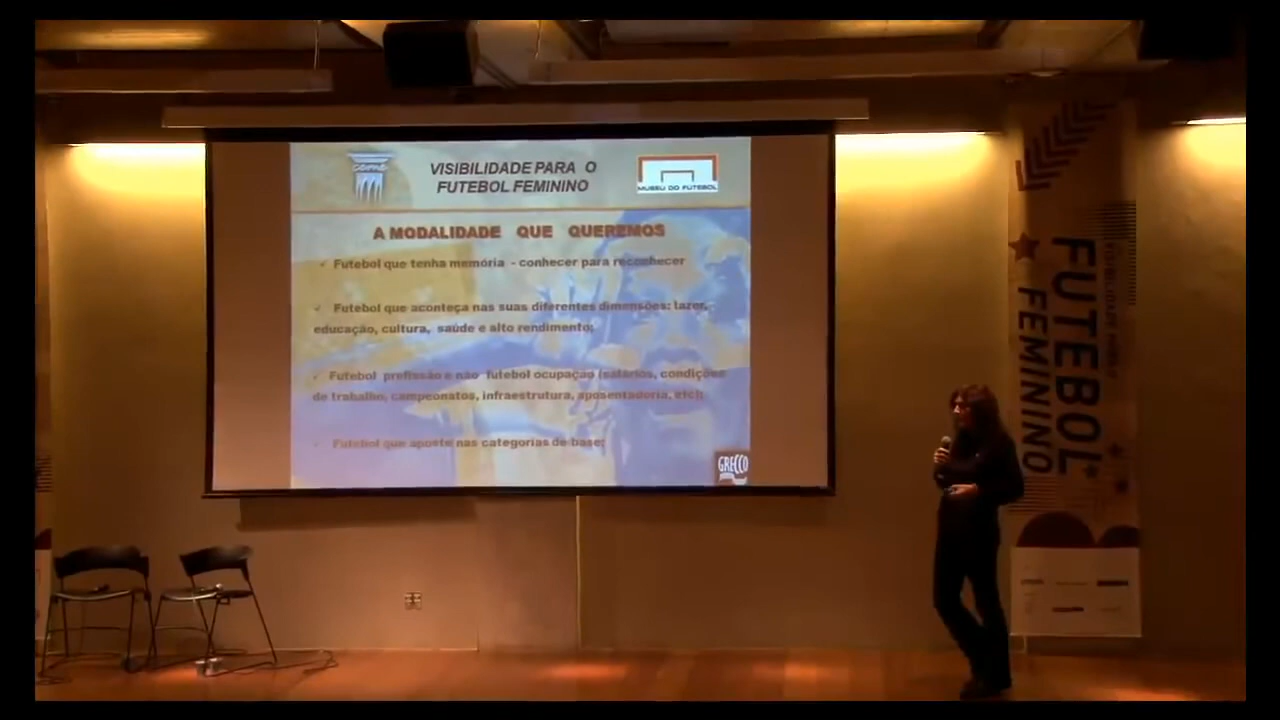 VISIBILIDADE PARA O
FUTEBOL FEMININO
MUSEU DO FUTEBOL
A MODALIDADE QUE QUEREMOS
✓ Futebol que tenha memória - conhecer para reconhecer
✓ Futebol que aconteça nas suas diferentes dimensões: lazer,
educação, cultura, saúde e alto rendimento;
✓ Futebol profissão e não futebol ocupação (salários, condições
de trabalho, campeonatos, infraestrutura, aposentadoria, etc)
Futebol que aposte nas categorias de base;
GRECCO
FUTEBOL
FEMININO
VISIBILIDADE PARA O